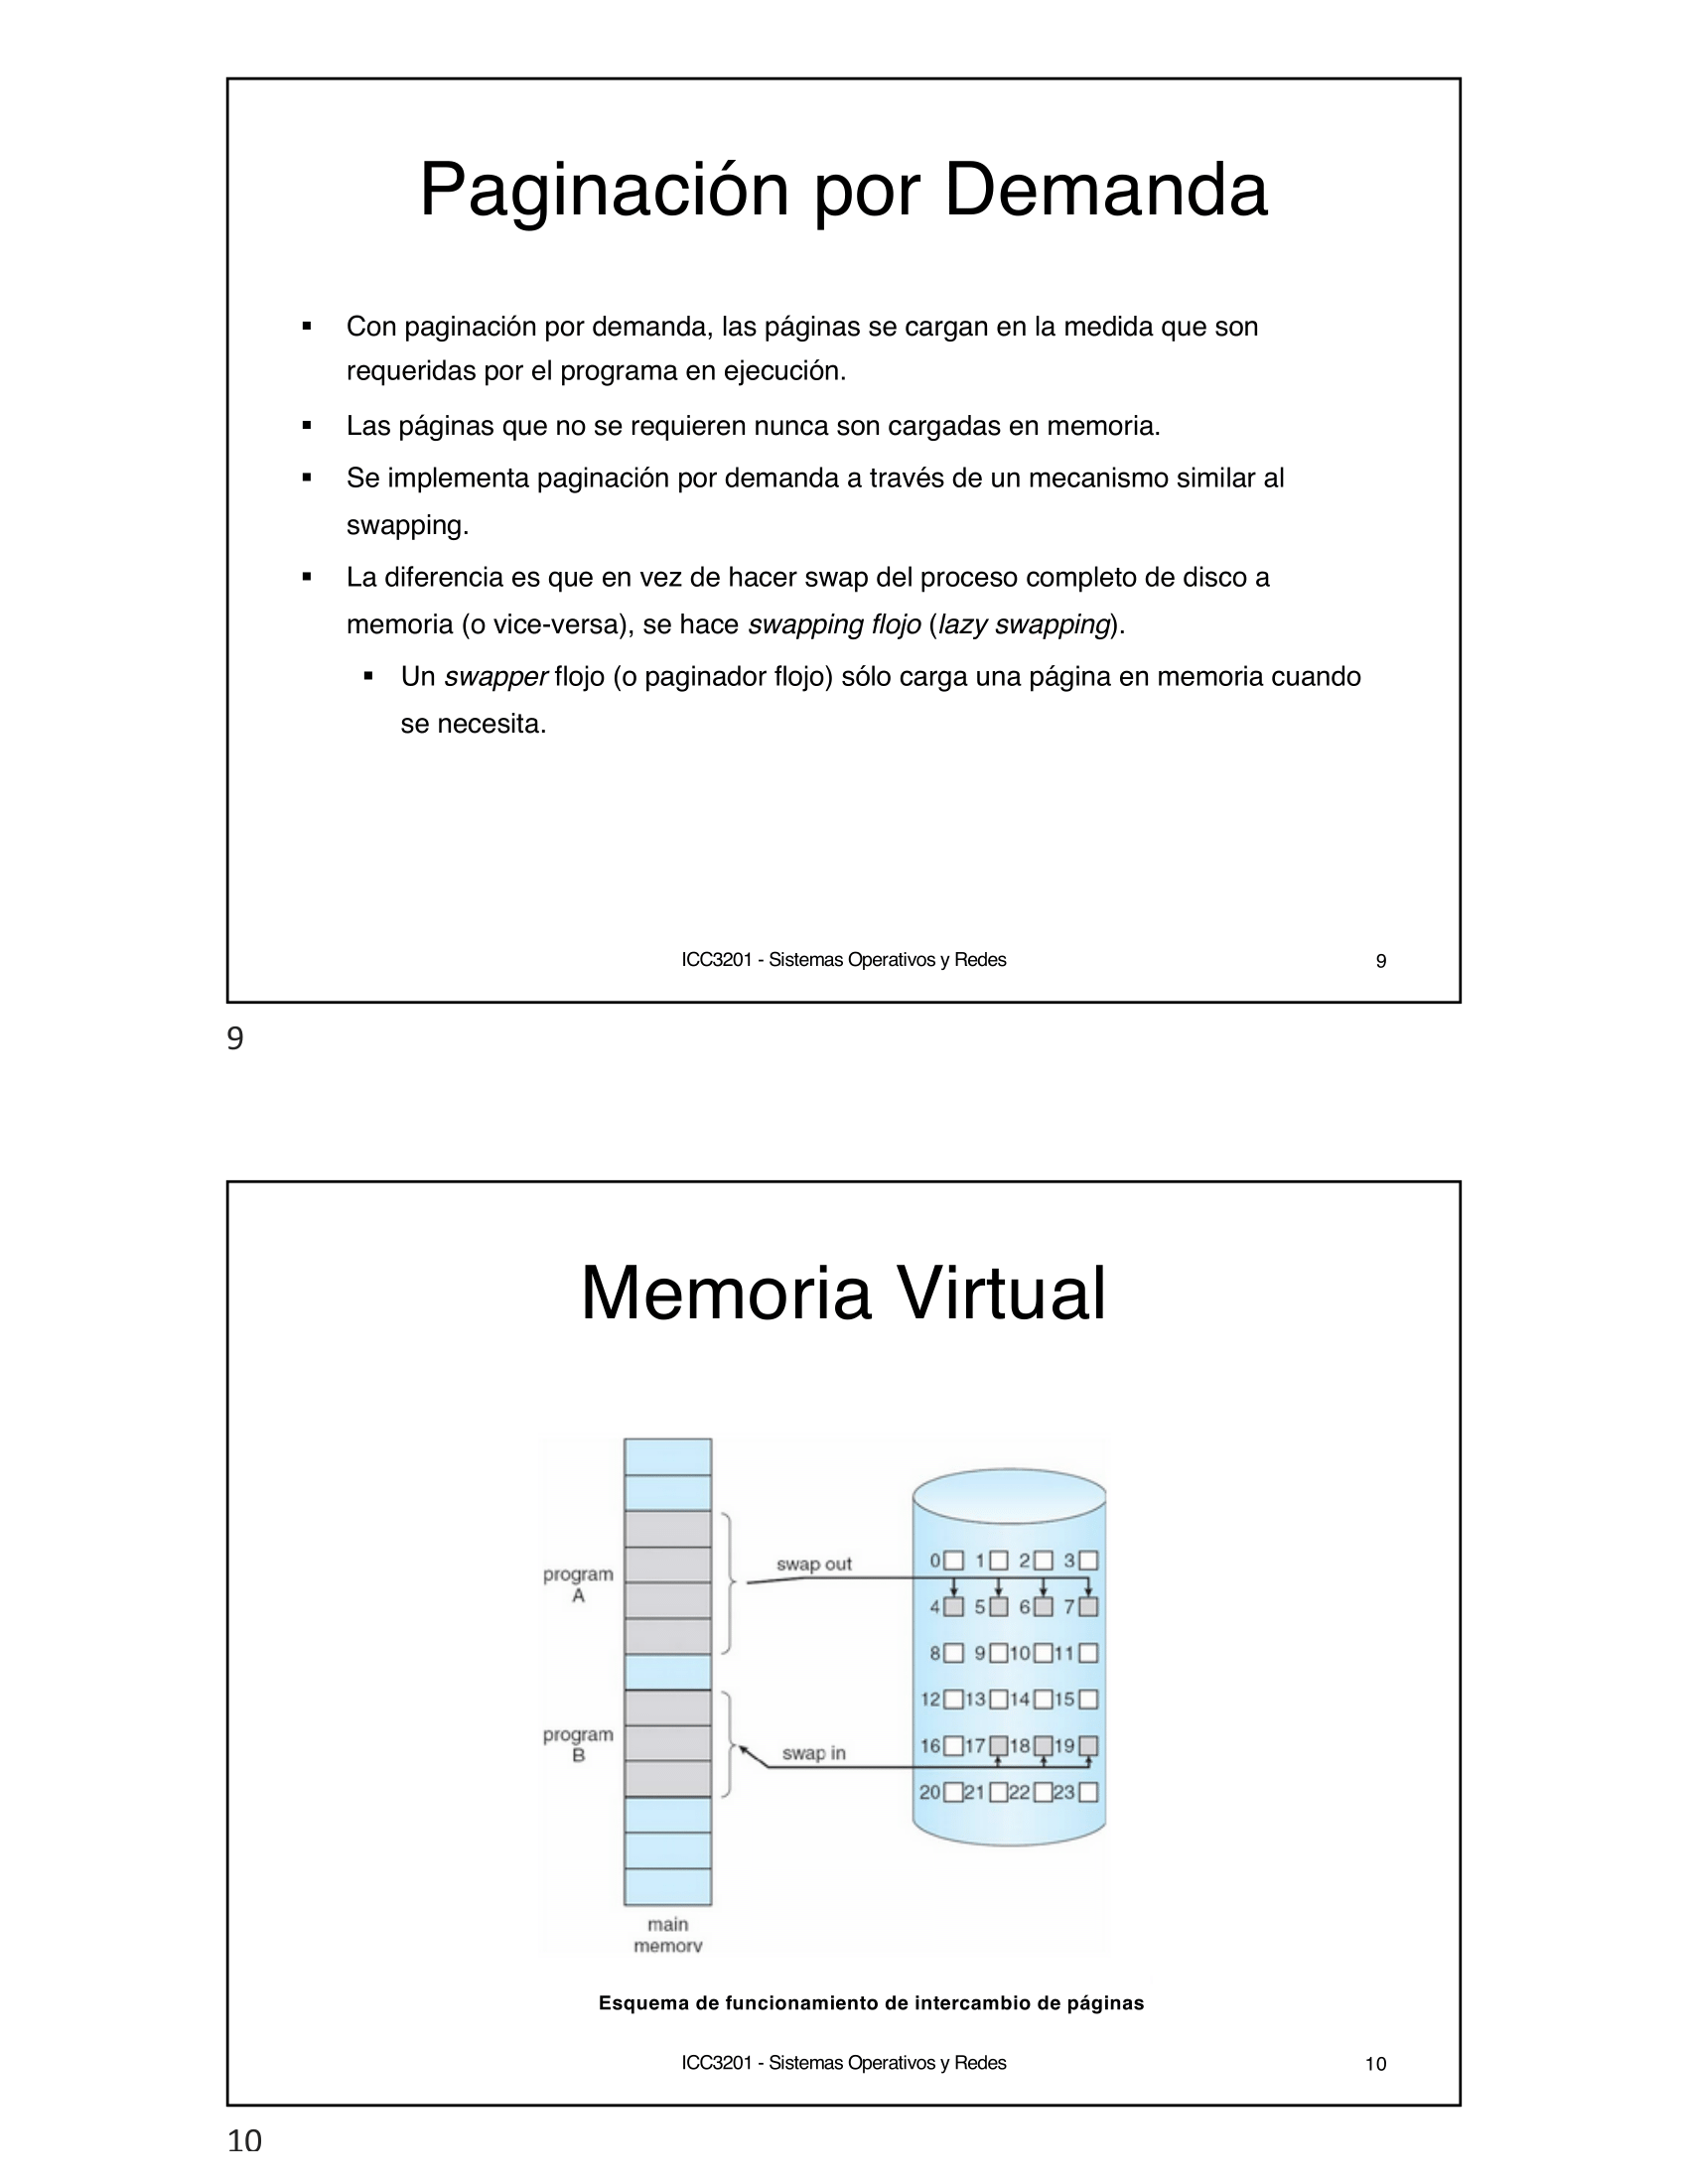 Paginación por Demanda
▪ Con paginación por demanda, las páginas se cargan en la medida que son
requeridas por el programa en ejecución.
▪ Las páginas que no se requieren nunca son cargadas en memoria.
▪ Se implementa paginación por demanda a través de un mecanismo similar al
swapping.
▪ La diferencia es que en vez de hacer swap del proceso completo de disco a
memoria (o vice-versa), se hace swapping flojo (lazy swapping).
▪ Un swapper flojo (o paginador flojo) sólo carga una página en memoria cuando
se necesita.
ICC3201 - Sistemas Operativos y Redes
9
9
Memoria Virtual
program
A
swap out
program
B
swap in
main
memory
0 1 2 3
4 5 6 7
8 9 10 11
12 13 14 15
16 17 18 19
20 21 22 23
Esquema de funcionamiento de intercambio de páginas
ICC3201 - Sistemas Operativos y Redes
10
10